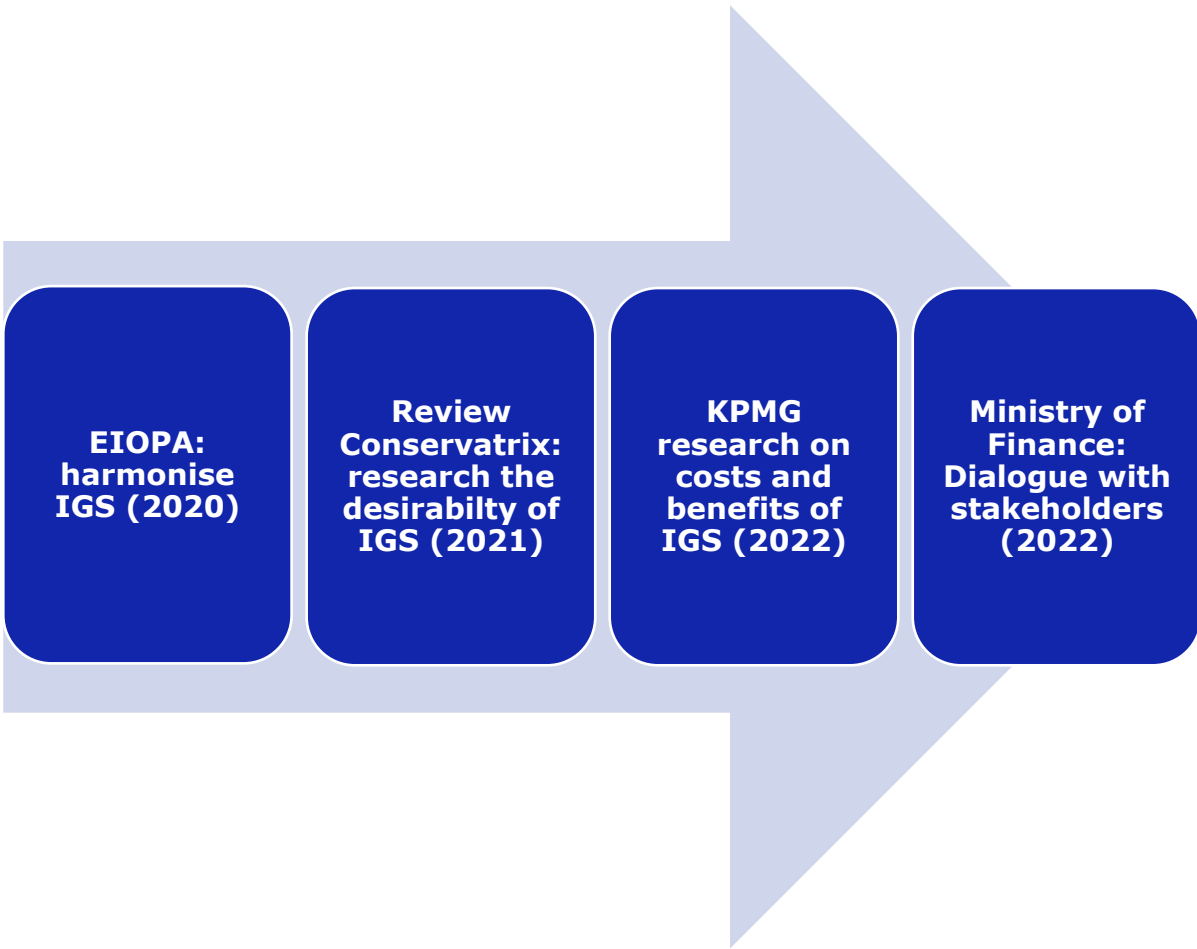 EIOPA:
harmonise
IGS (2020)
Review
Conservatrix:
research the
desirabilty of
IGS (2021)
KPMG
research on
costs and
benefits of
IGS (2022)
Ministry of
Finance:
Dialogue with
stakeholders
(2022)